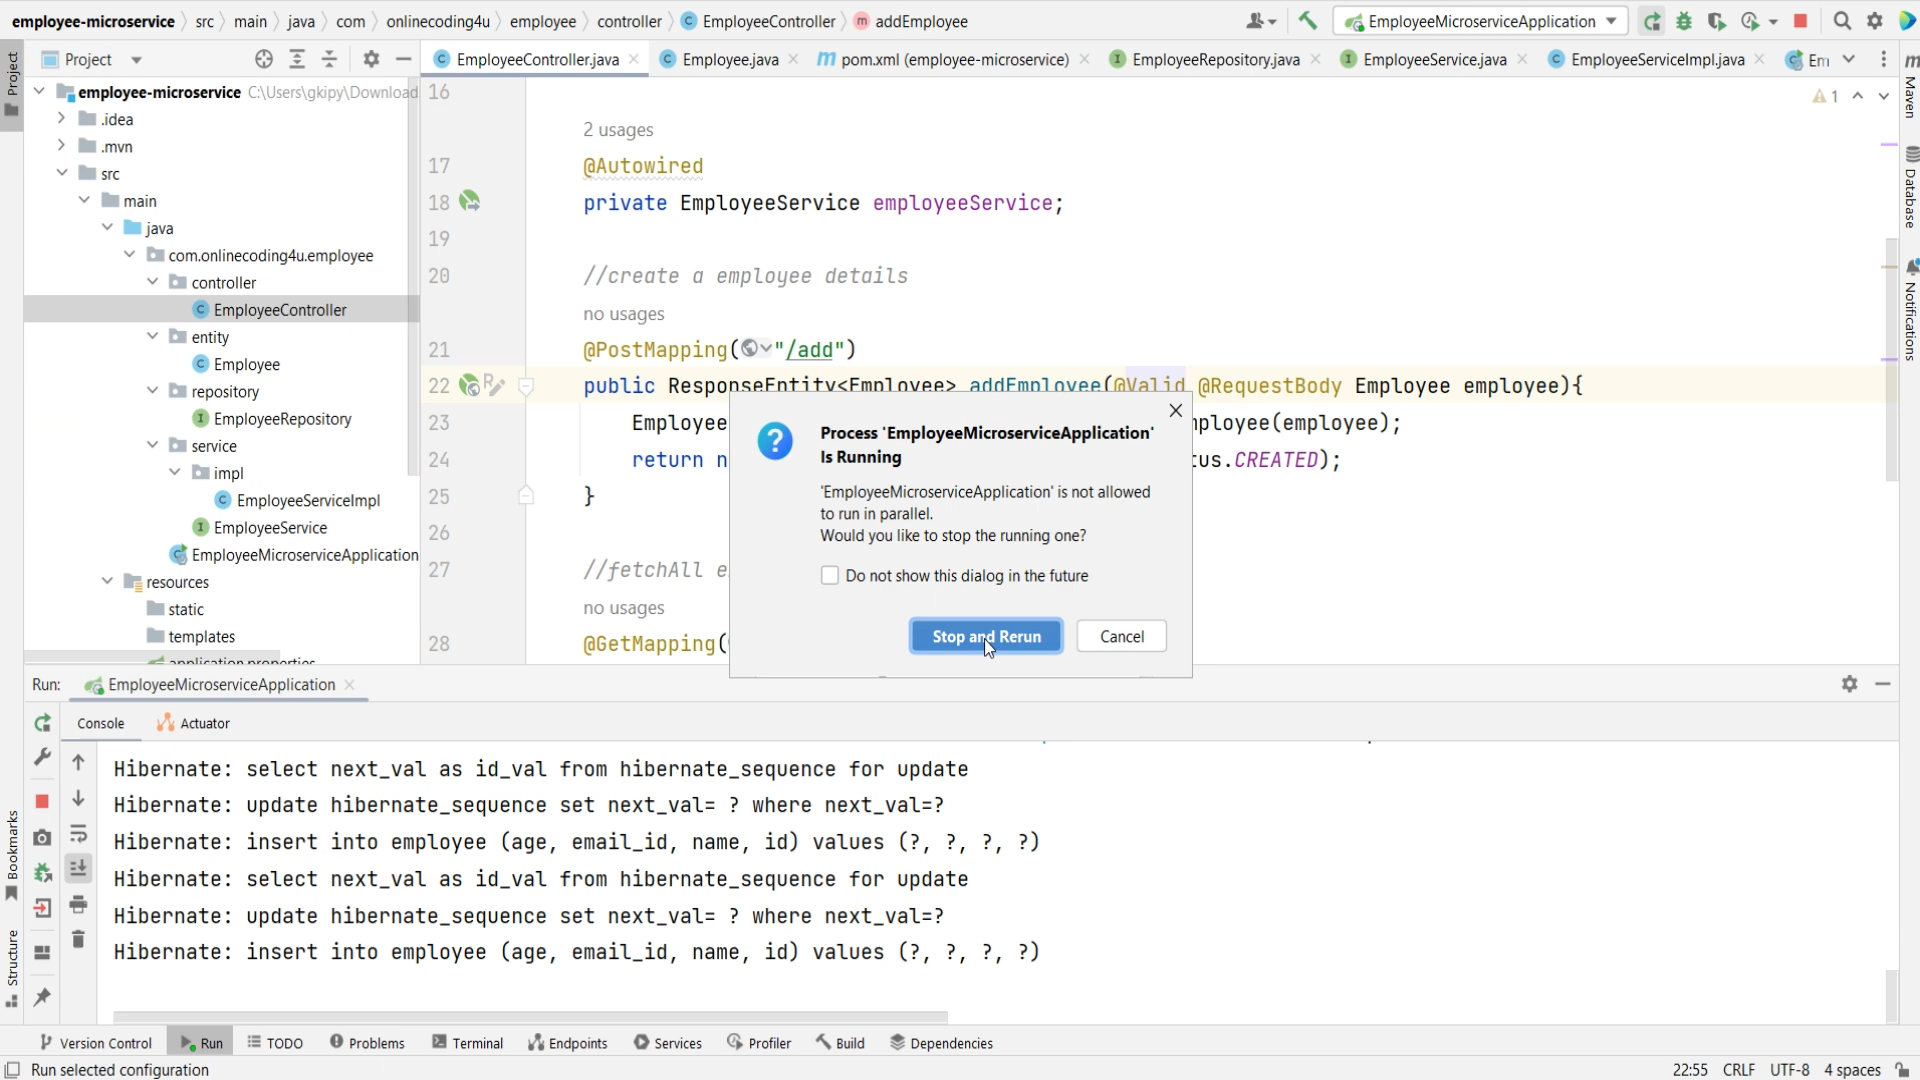 employee-microservice src main java com onlinecoding4u employee controller EmployeeController addEmployee
EmployeeMicroserviceApplication
Project
EmployeeController.java Employee.java pom.xml (employee-microservice) EmployeeRepository.java EmployeeService.java EmployeeServiceImpl.java Em
Project
employee-microservice C:\Users\gkipy\Download
.idea
.mvn
src
main
java
com.onlinecoding4u.employee
controller
EmployeeController
entity
Employee
repository
EmployeeRepository
service
impl
EmployeeServiceImpl
EmployeeService
EmployeeMicroserviceApplication
resources
static
templates
application.properties
Bookmarks
Structure
Maven
Database
Notifications
1
16
2 usages
17 @Autowired
18 private EmployeeService employeeService;
19
20 //create a employee details
no usages
21 @PostMapping("/add")
22 public ResponseEntity<Employee> addEmployee(@Valid @RequestBody Employee employee){
23 Employee mployee(employee);
24 return n tus.CREATED);
25 }
26
27 //fetchAll e
no usages
28 @GetMapping(
Process 'EmployeeMicroserviceApplication'
Is Running
'EmployeeMicroserviceApplication' is not allowed
to run in parallel.
Would you like to stop the running one?
Do not show this dialog in the future
Stop and Rerun Cancel
Run: EmployeeMicroserviceApplication
Console Actuator
Hibernate: select next_val as id_val from hibernate_sequence for update
Hibernate: update hibernate_sequence set next_val= ? where next_val=?
Hibernate: insert into employee (age, email_id, name, id) values (?, ?, ?, ?)
Hibernate: select next_val as id_val from hibernate_sequence for update
Hibernate: update hibernate_sequence set next_val= ? where next_val=?
Hibernate: insert into employee (age, email_id, name, id) values (?, ?, ?, ?)
Version Control Run TODO Problems Terminal Endpoints Services Profiler Build Dependencies
Run selected configuration 22:55 CRLF UTF-8 4 spaces